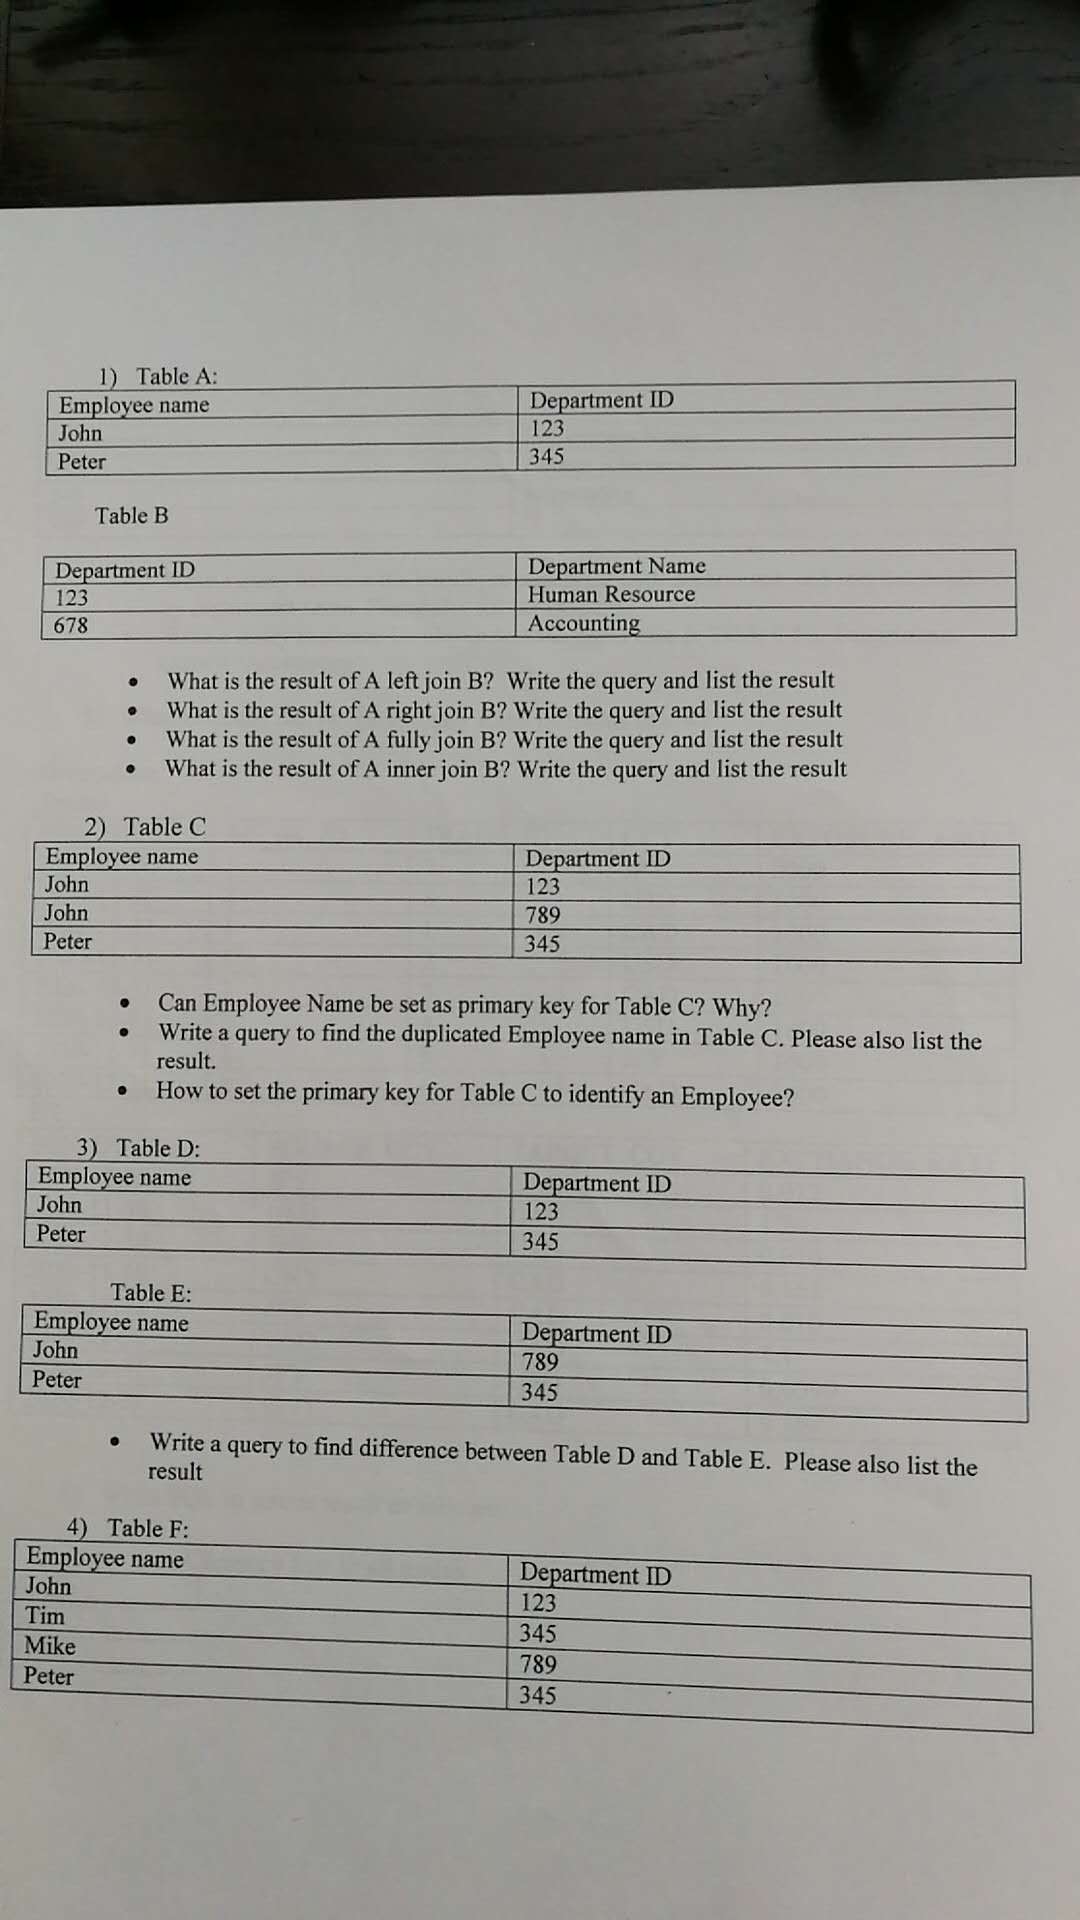 1) Table A:
Employee name Department ID
John 123
Peter 345
Table B
Department ID Department Name
123 Human Resource
678 Accounting
• What is the result of A left join B? Write the query and list the result
• What is the result of A right join B? Write the query and list the result
• What is the result of A fully join B? Write the query and list the result
• What is the result of A inner join B? Write the query and list the result
2) Table C
Employee name Department ID
John 123
John 789
Peter 345
• Can Employee Name be set as primary key for Table C? Why?
• Write a query to find the duplicated Employee name in Table C. Please also list the
result.
• How to set the primary key for Table C to identify an Employee?
3) Table D:
Employee name Department ID
John 123
Peter 345
Table E:
Employee name Department ID
John 789
Peter 345
• Write a query to find difference between Table D and Table E. Please also list the
result
4) Table F:
Employee name Department ID
John 123
Tim 345
Mike 789
Peter 345